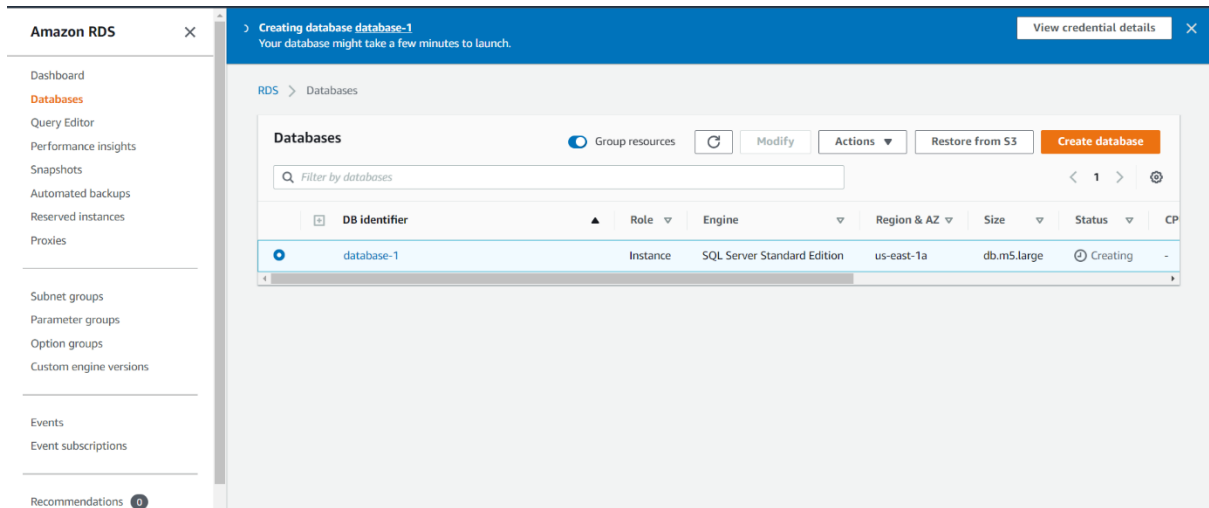 Amazon RDS
Dashboard
Databases
Query Editor
Performance insights
Snapshots
Automated backups
Reserved instances
Proxies
Subnet groups
Parameter groups
Option groups
Custom engine versions
Events
Event subscriptions
Recommendations 0
Creating database database-1
Your database might take a few minutes to launch.
View credential details
RDS > Databases
Databases
Group resources Modify Actions Restore from S3 Create database
Filter by databases
< 1 >
DB identifier Role Engine Region & AZ Size Status CP
database-1 Instance SQL Server Standard Edition us-east-1a db.m5.large Creating -